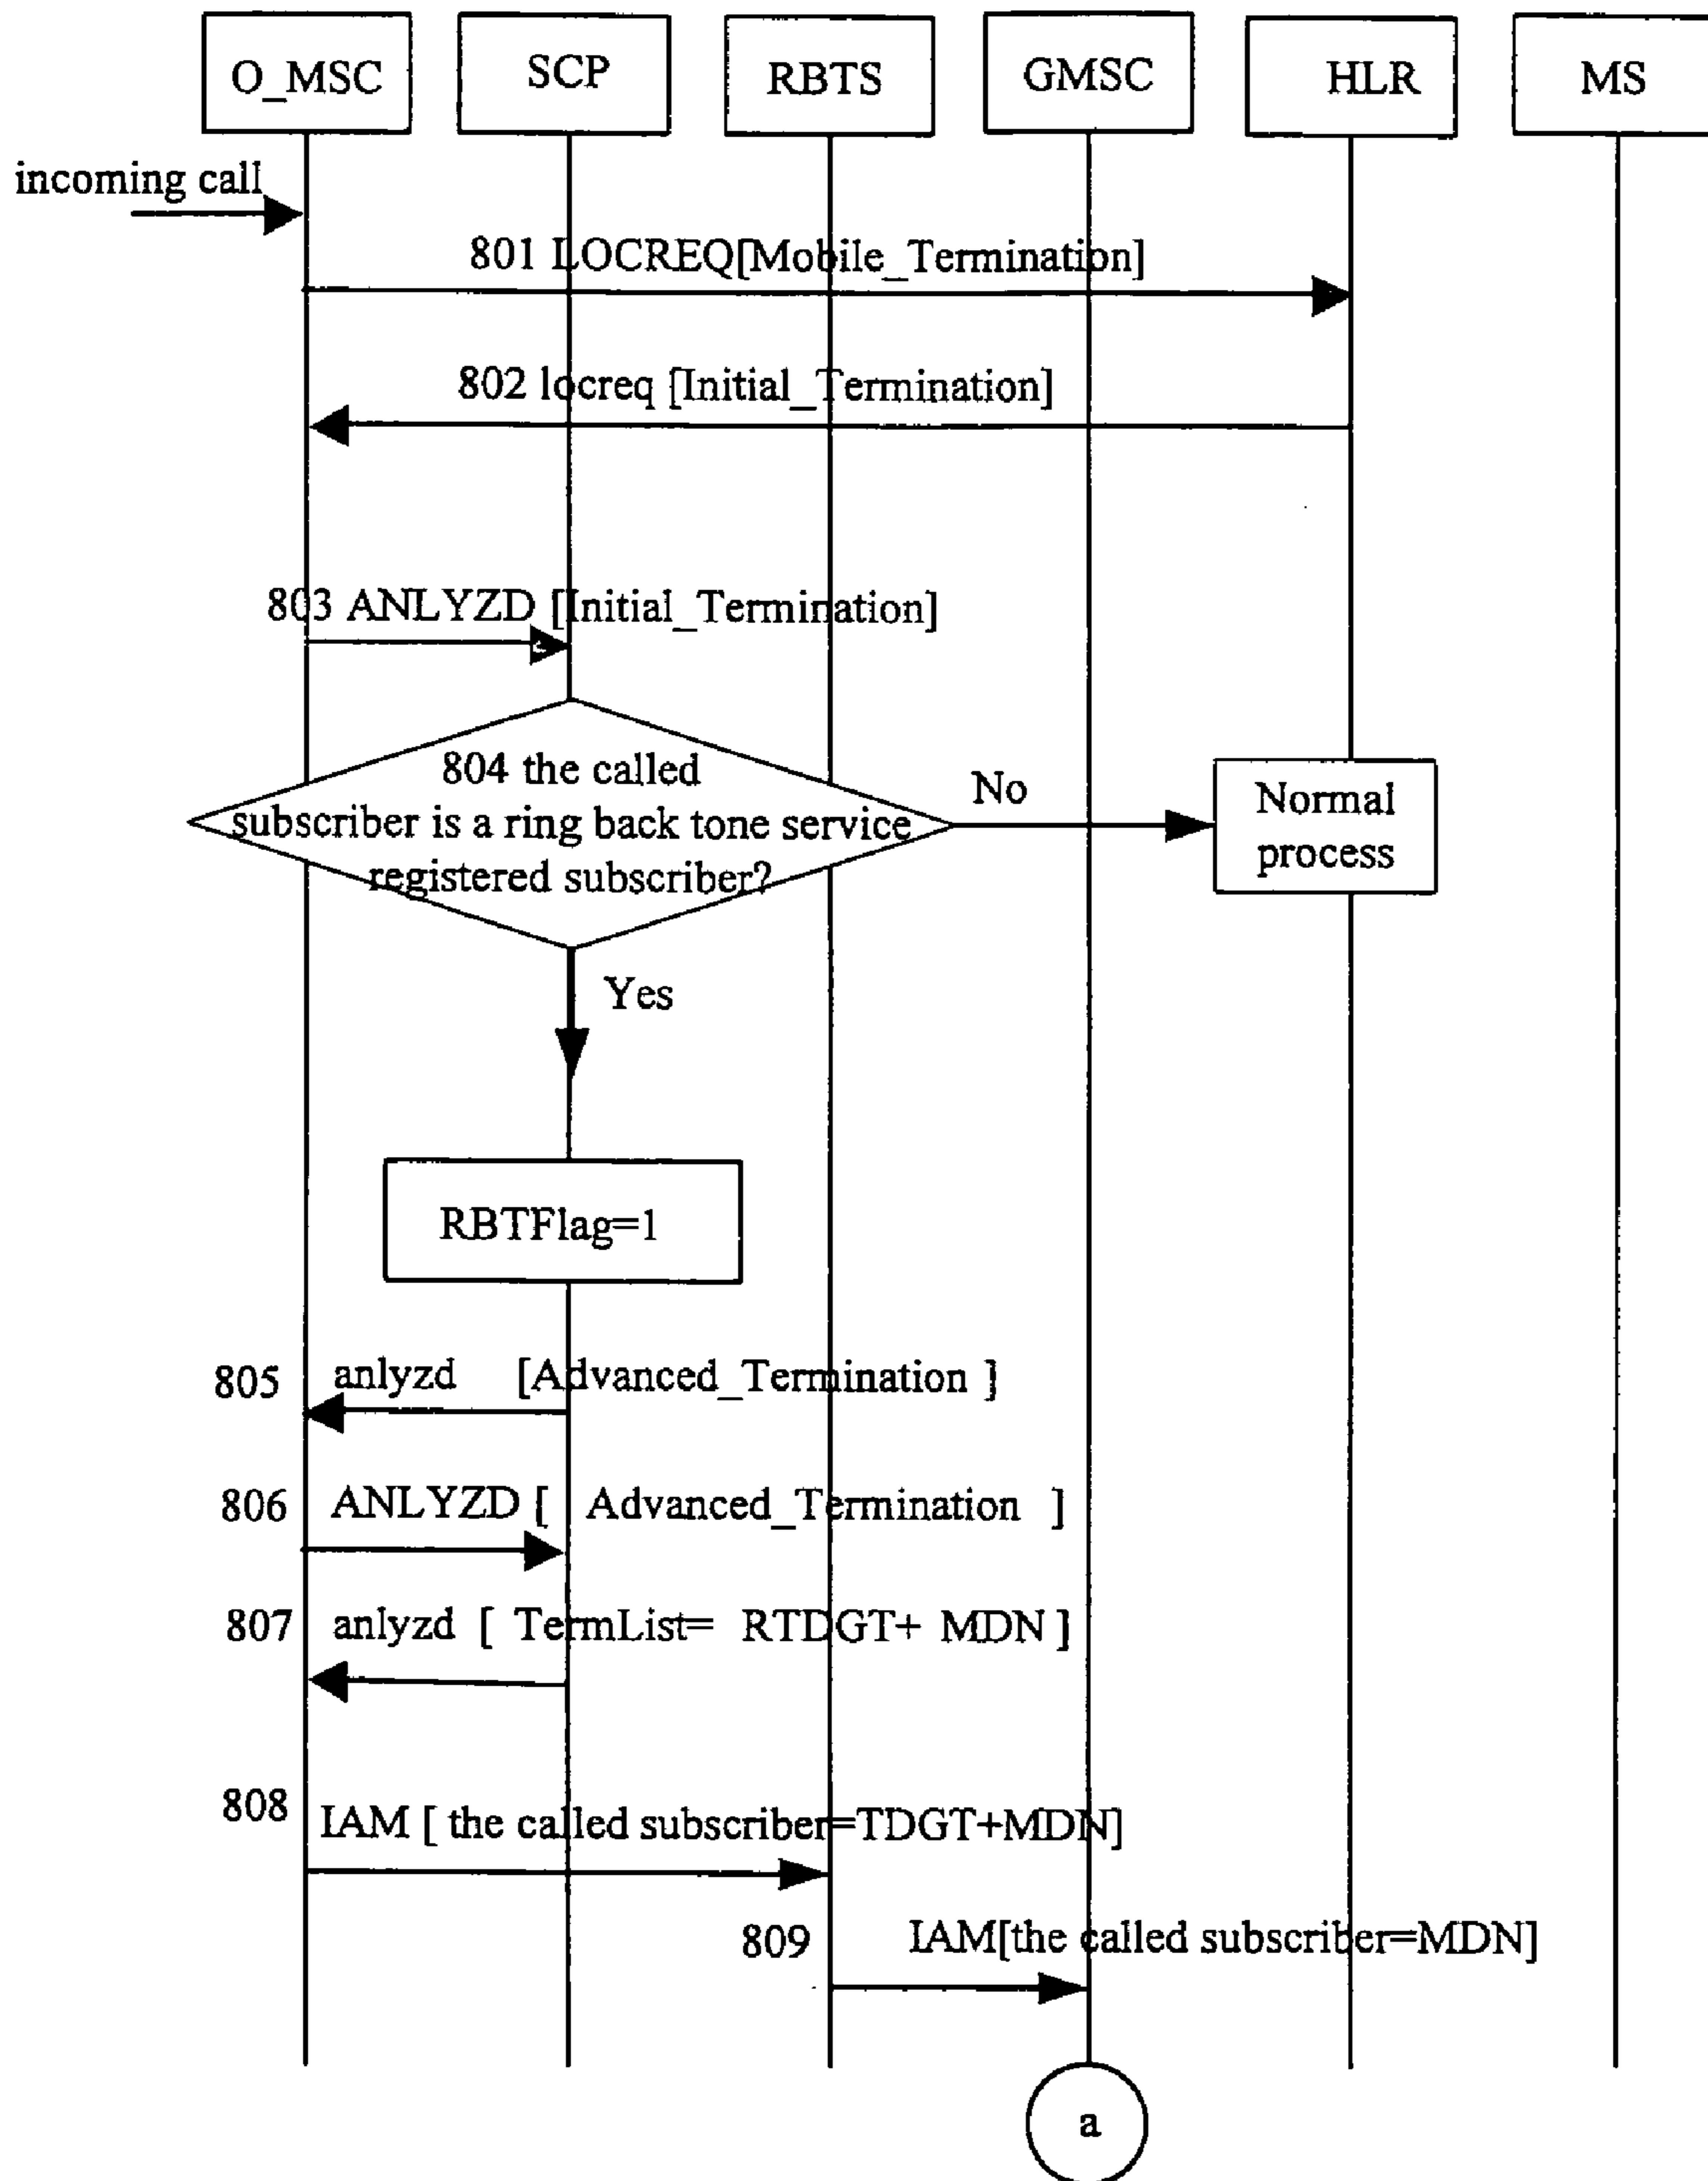 O_MSC SCP RBTS GMSC HLR MS
incoming call
801 LOCREQ[Mobile_Termination]
802 locreq [Initial_Termination]
803 ANLYZD [Initial_Termination]
804 the called
subscriber is a ring back tone service
registered subscriber?
No
Normal
process
Yes
RBTFlag=1
805 anlyzd [Advanced_Termination ]
806 ANLYZD [ Advanced_Termination ]
807 anlyzd [ TermList= RTDGT+ MDN ]
808 IAM [ the called subscriber=TDGT+MDN]
809 IAM[the called subscriber=MDN]
a